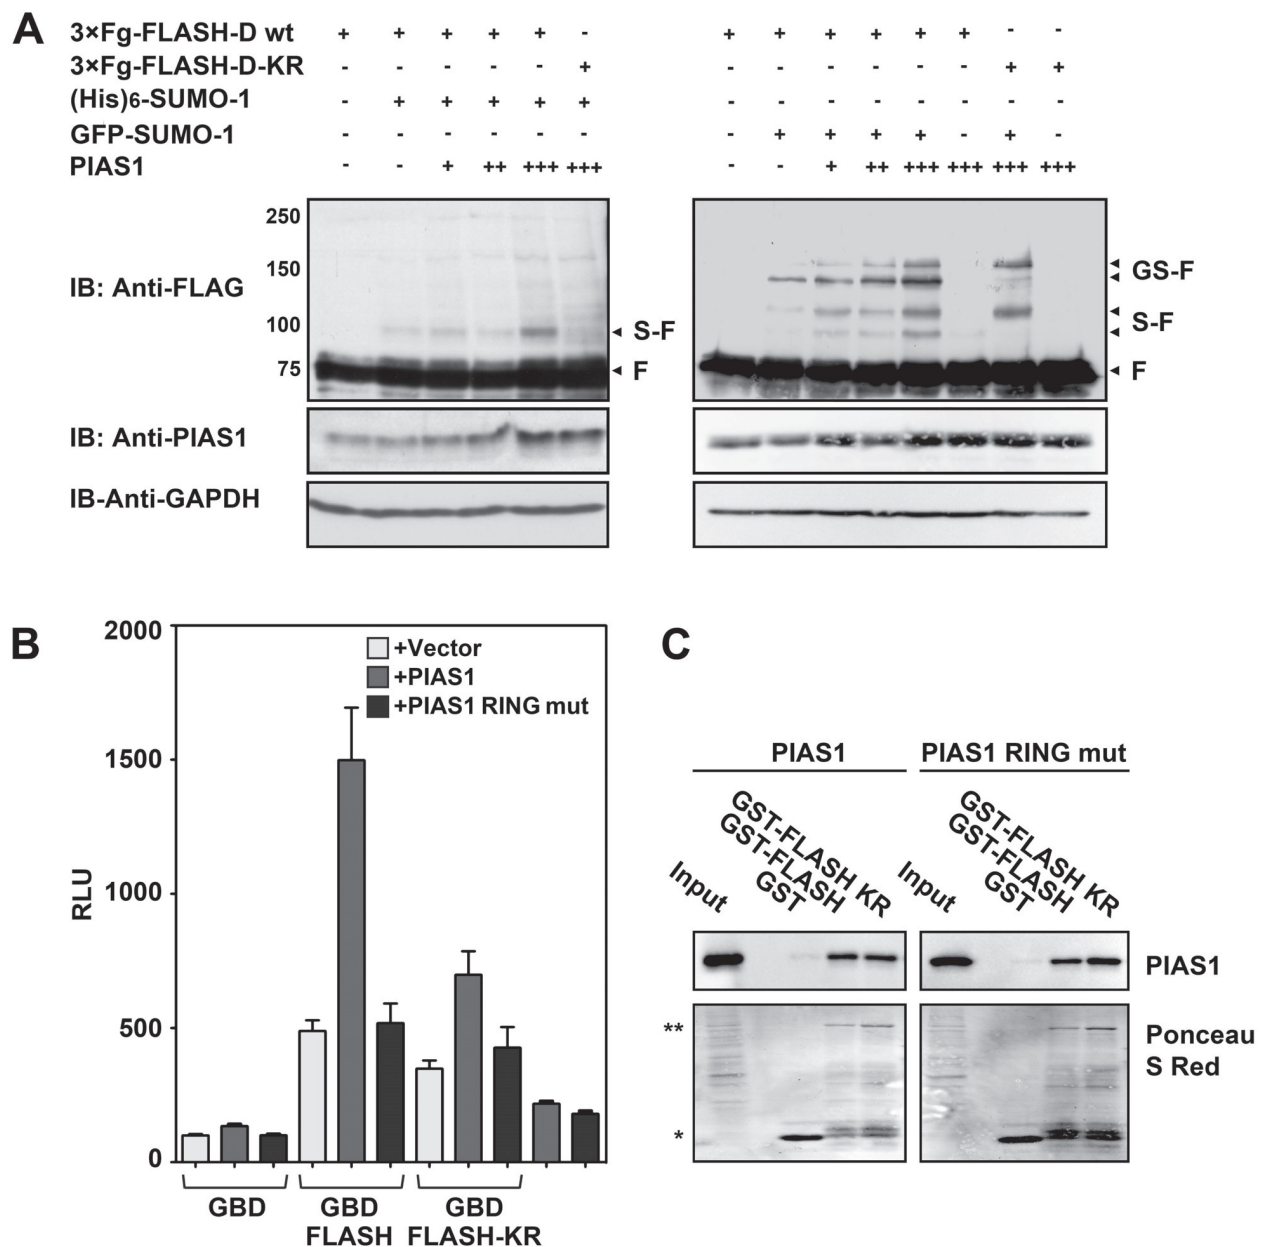 A
3×Fg-FLASH-D wt + + + + + - + + + + + + - -
3×Fg-FLASH-D-KR - - - - - + - - - - - - + +
(His)6-SUMO-1 - + + + + + - - - - - - - -
GFP-SUMO-1 - - - - - - - + + + + - + -
PIAS1 - - + ++ +++ +++ - - + ++ +++ +++ +++ +++
250
150
100
75
IB: Anti-FLAG
S-F
F
GS-F
S-F
F
IB: Anti-PIAS1
IB-Anti-GAPDH
B
2000
1500
1000
500
0
RLU
+Vector
+PIAS1
+PIAS1 RING mut
GBD
GBD
FLASH
GBD
FLASH-KR
C
PIAS1
PIAS1 RING mut
Input
GST
GST-FLASH
GST-FLASH KR
Input
GST
GST-FLASH
GST-FLASH KR
PIAS1
**
*
Ponceau
S Red